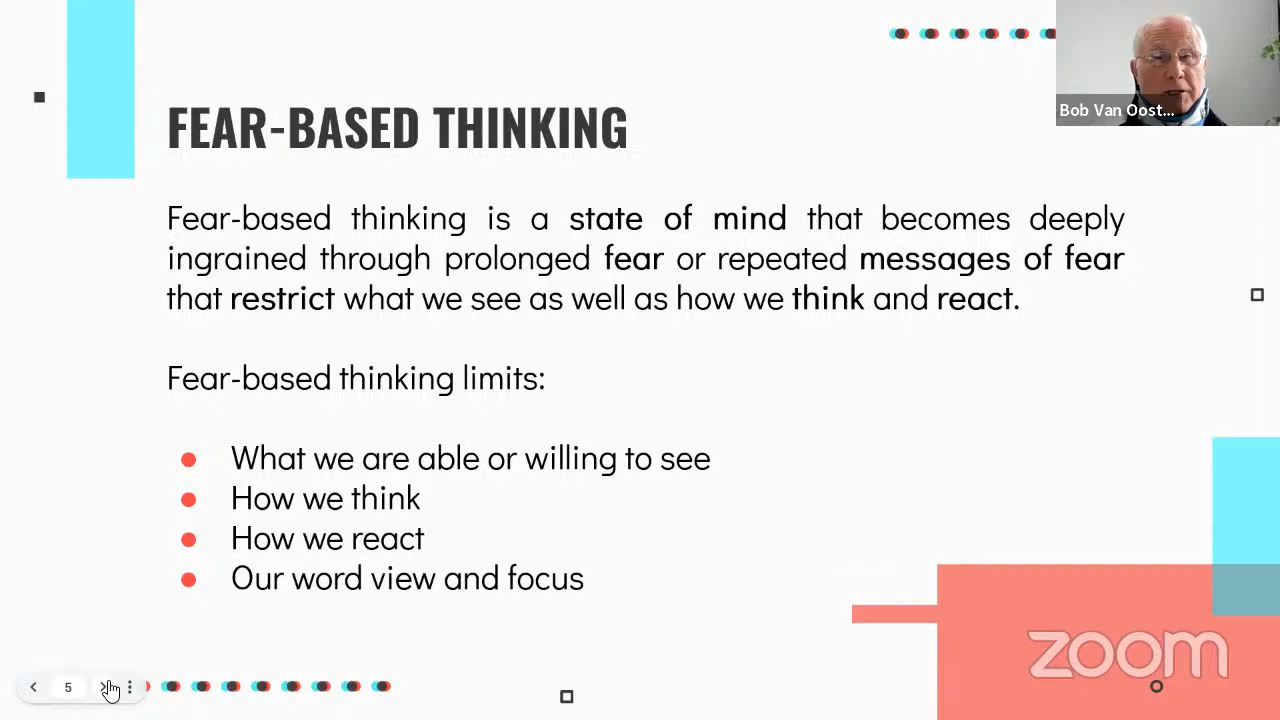 Bob Van Oost...
FEAR-BASED THINKING
Fear-based thinking is a state of mind that becomes deeply
ingrained through prolonged fear or repeated messages of fear
that restrict what we see as well as how we think and react.
Fear-based thinking limits:
What we are able or willing to see
How we think
How we react
Our word view and focus
zoom
5